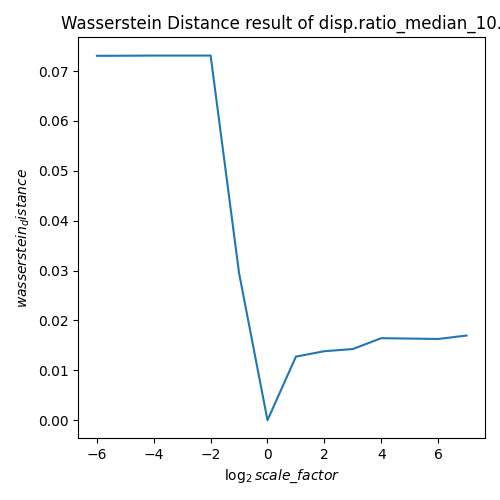 Wasserstein Distance result of disp.ratio_median_10.
0.07
0.06
0.05
0.04
0.03
0.02
0.01
0.00
wasserstein_distance
−6 −4 −2 0 2 4 6
log₂ scale_factor